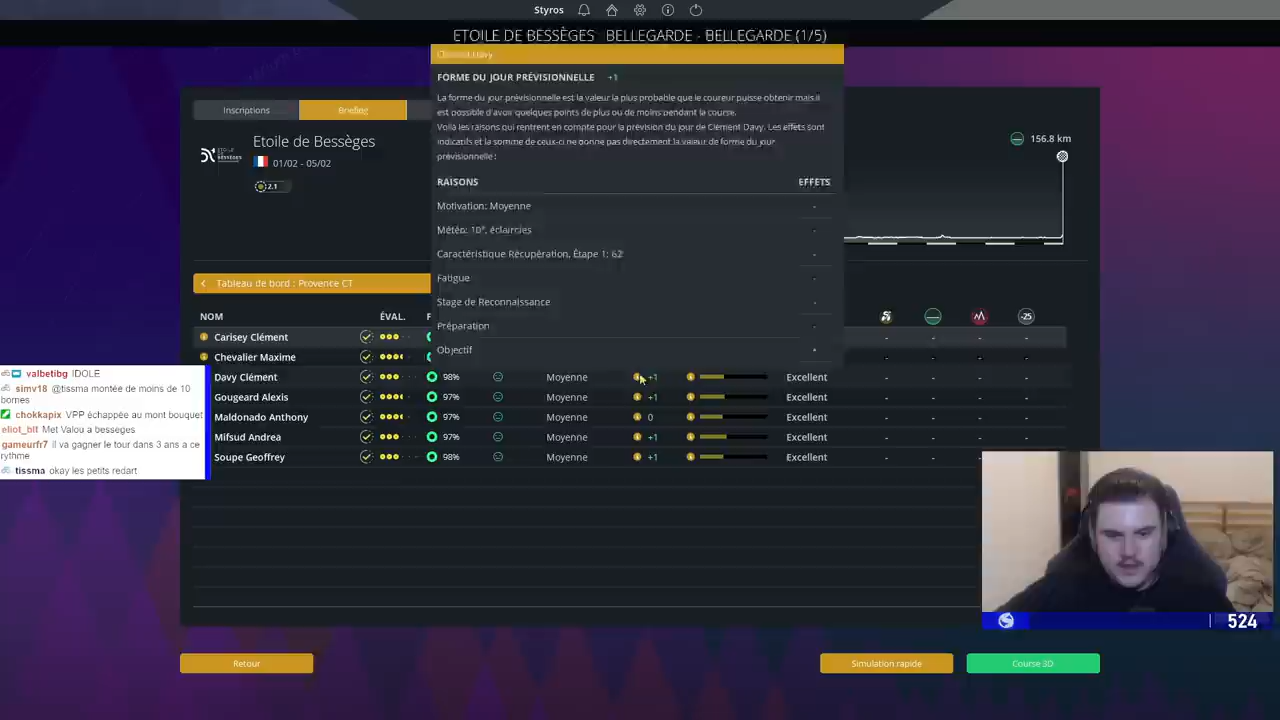 Styros
ETOILE DE BESSÈGES BELLEGARDE - BELLEGARDE (1/5)
Clément Davy
FORME DU JOUR PRÉVISIONNELLE +1
La forme du jour prévisionnelle est la valeur la plus probable que le coureur puisse obtenir mais il
est possible d'avoir quelques points de plus ou de moins pendant la course.
Voilà les raisons qui rentrent en compte pour la prévision du jour de Clément Davy. Les effets sont
indicatifs et la somme de ceux-ci ne donne pas directement la valeur de forme du jour
prévisionnelle :
RAISONS EFFETS
Motivation: Moyenne -
Météo: 10°, éclaircies -
Caractéristique Récupération, Étape 1: 62 -
Fatigue -
Stage de Reconnaissance -
Préparation -
Objectif
Inscriptions Briefing
Etoile de Bessèges
01/02 - 05/02
2.1
156.8 km
Tableau de bord : Provence CT
NOM ÉVAL. F -25
Carisey Clément - - - -
Chevalier Maxime - - - -
Davy Clément 98% Moyenne +1 Excellent - - - -
Gougeard Alexis 97% Moyenne +1 Excellent - - - -
Maldonado Anthony 97% Moyenne 0 Excellent - - - -
Mifsud Andrea 97% Moyenne +1 Excellent - - - -
Soupe Geoffrey 98% Moyenne +1 Excellent - - - -
valbetibg IDOLE
simv18 @tissma montée de moins de 10
bornes
chokkapix VPP échappée au mont bouquet
eliot_blt Met Valou a besseges
gameurfr7 il va gagner le tour dans 3 ans a ce
rythme
tissma okay les petits redart
524
Retour Simulation rapide Course 3D